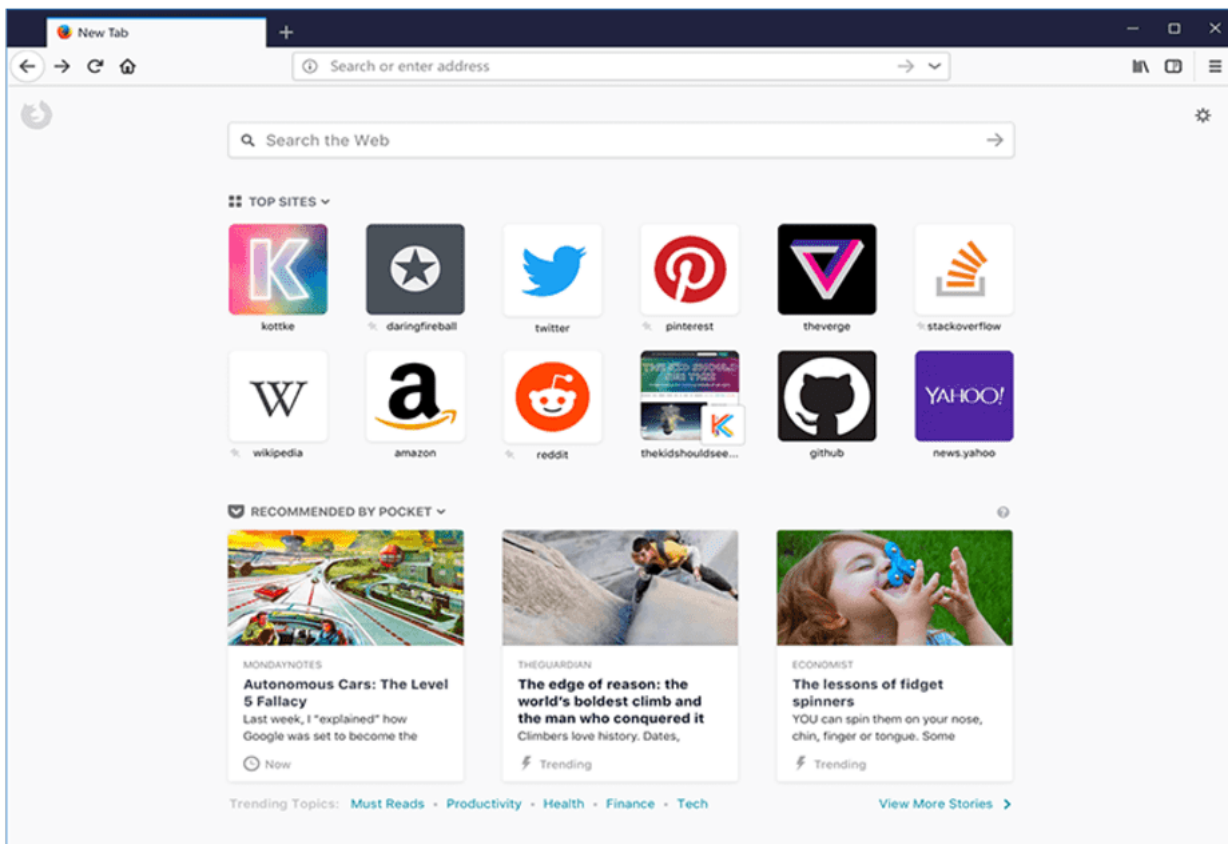 New Tab
Search or enter address
Search the Web
TOP SITES
K
kottke
daringfireball
twitter
pinterest
theverge
stackoverflow
W
a
YAHOO!
wikipedia
amazon
reddit
thekidshouldsee...
github
news.yahoo
RECOMMENDED BY POCKET
MONDAYNOTES
Autonomous Cars: The Level
5 Fallacy
Last week, I "explained" how
Google was set to become the
Now
THEGUARDIAN
The edge of reason: the
world's boldest climb and
the man who conquered it
Climbers love history. Dates,
Trending
ECONOMIST
The lessons of fidget
spinners
YOU can spin them on your nose,
chin, finger or tongue. Some
Trending
Trending Topics: Must Reads • Productivity • Health • Finance • Tech
View More Stories